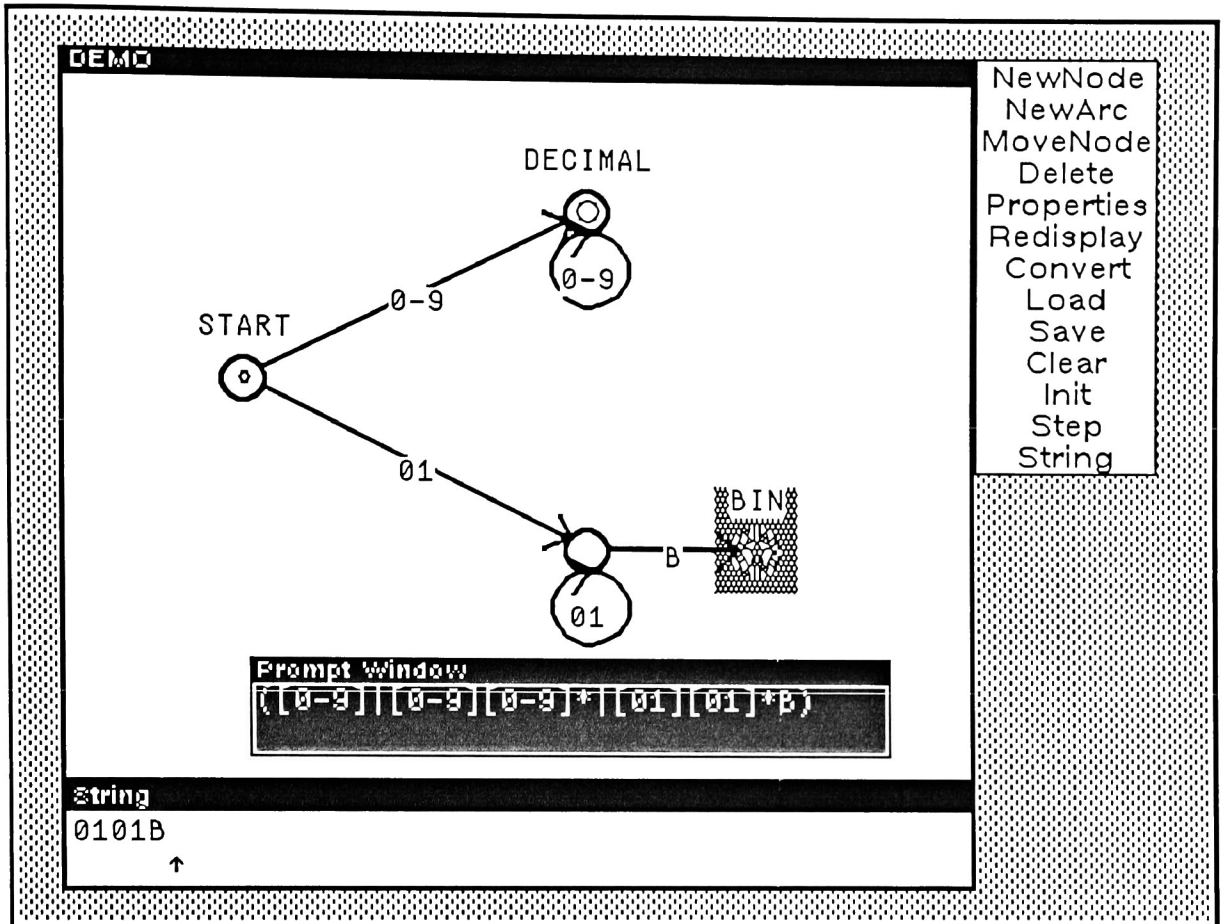 DEMO
NewNode
NewArc
MoveNode
Delete
Properties
Redisplay
Convert
Load
Save
Clear
Init
Step
String
DECIMAL
0-9
0-9
START
01
BIN
B
01
Prompt Window
([0-9]|[0-9][0-9]*|[01][01]*B)
String
0101B
↑